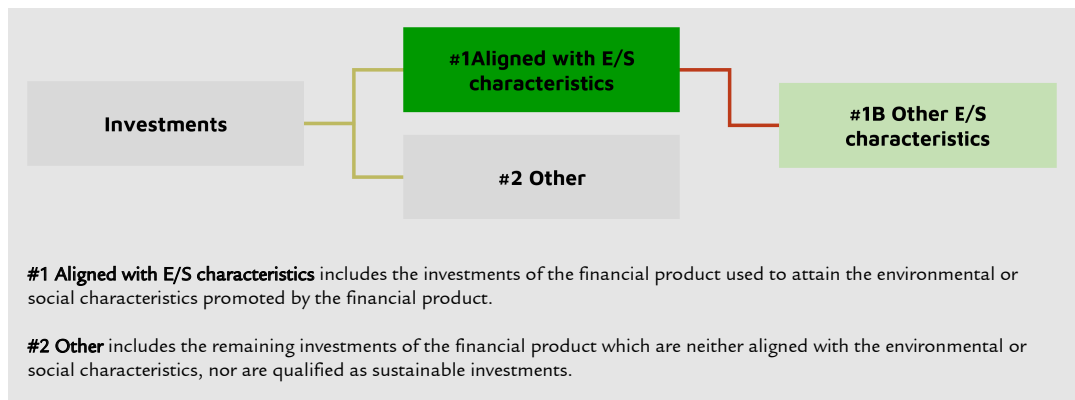 #1Aligned with E/S
characteristics
Investments
#1B Other E/S
characteristics
#2 Other
#1 Aligned with E/S characteristics includes the investments of the financial product used to attain the environmental or
social characteristics promoted by the financial product.
#2 Other includes the remaining investments of the financial product which are neither aligned with the environmental or
social characteristics, nor are qualified as sustainable investments.